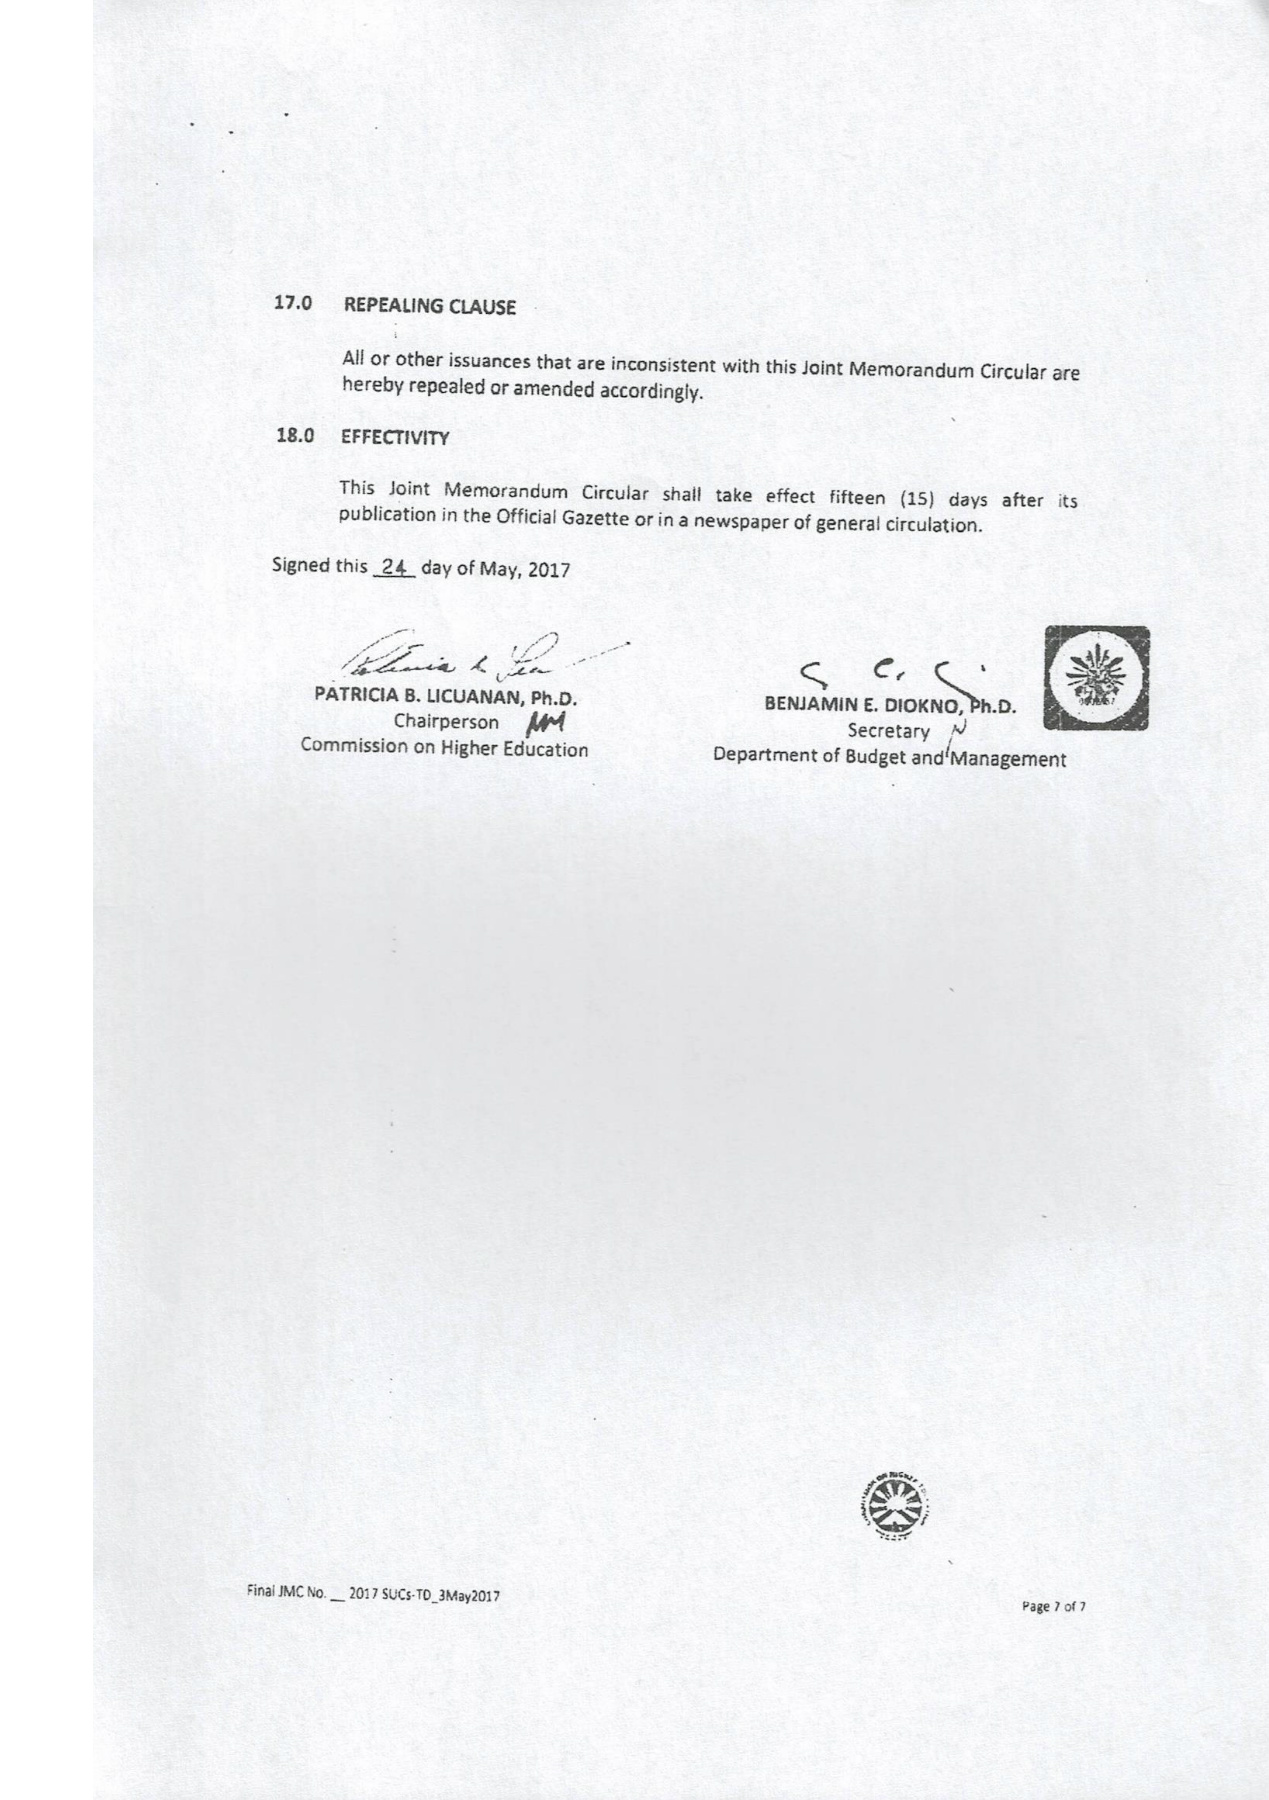 17.0 REPEALING CLAUSE
All or other issuances that are inconsistent with this Joint Memorandum Circular are
hereby repealed or amended accordingly.
18.0 EFFECTIVITY
This Joint Memorandum Circular shall take effect fifteen (15) days after its
publication in the Official Gazette or in a newspaper of general circulation.
Signed this 24 day of May, 2017
PATRICIA B. LICUANAN, Ph.D.
Chairperson
Commission on Higher Education
BENJAMIN E. DIOKNO, Ph.D.
Secretary
Department of Budget and Management
Final JMC No. __ 2017 SUCs-TD_3May2017
Page 7 of 7